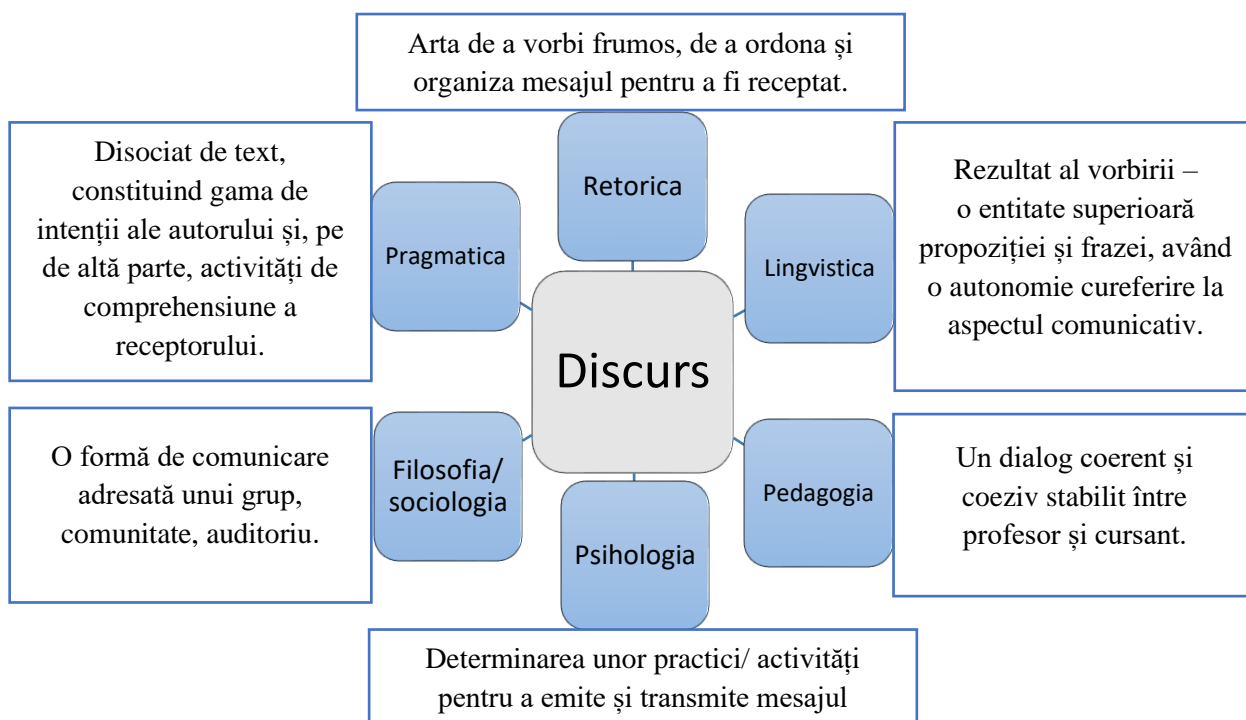 Arta de a vorbi frumos, de a ordona și
organiza mesajul pentru a fi receptat.
Retorica
Disociat de text,
constituind gama de
intenții ale autorului și, pe
de altă parte, activități de
comprehensiune a
receptorului.
Pragmatica
Lingvistica
Rezultat al vorbirii –
o entitate superioară
propoziției și frazei, având
o autonomie cureferire la
aspectul comunicativ.
Discurs
O formă de comunicare
adresată unui grup,
comunitate, auditoriu.
Filosofia/
sociologia
Pedagogia
Un dialog coerent și
coeziv stabilit între
profesor și cursant.
Psihologia
Determinarea unor practici/ activități
pentru a emite și transmite mesajul